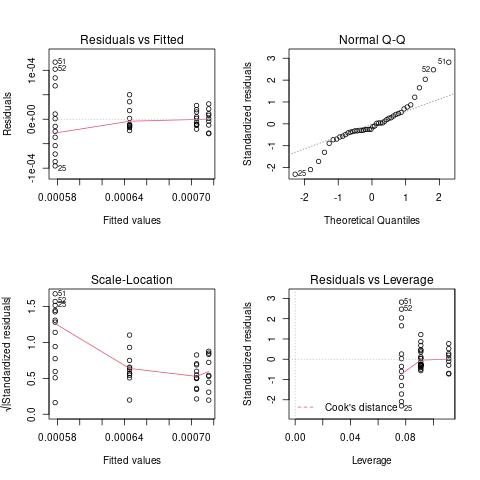 Residuals vs Fitted
Residuals
-1e-04 0e+00 1e-04
51
52
25
0.00058 0.00064 0.00070
Fitted values
Normal Q-Q
Standardized residuals
-2 -1 0 1 2 3
51
52
25
-2 -1 0 1 2
Theoretical Quantiles
Scale-Location
√|Standardized residuals|
0.0 0.5 1.0 1.5
51
52
25
0.00058 0.00064 0.00070
Fitted values
Residuals vs Leverage
Standardized residuals
-2 -1 0 1 2 3
51
52
25
Cook's distance
0.00 0.04 0.08
Leverage